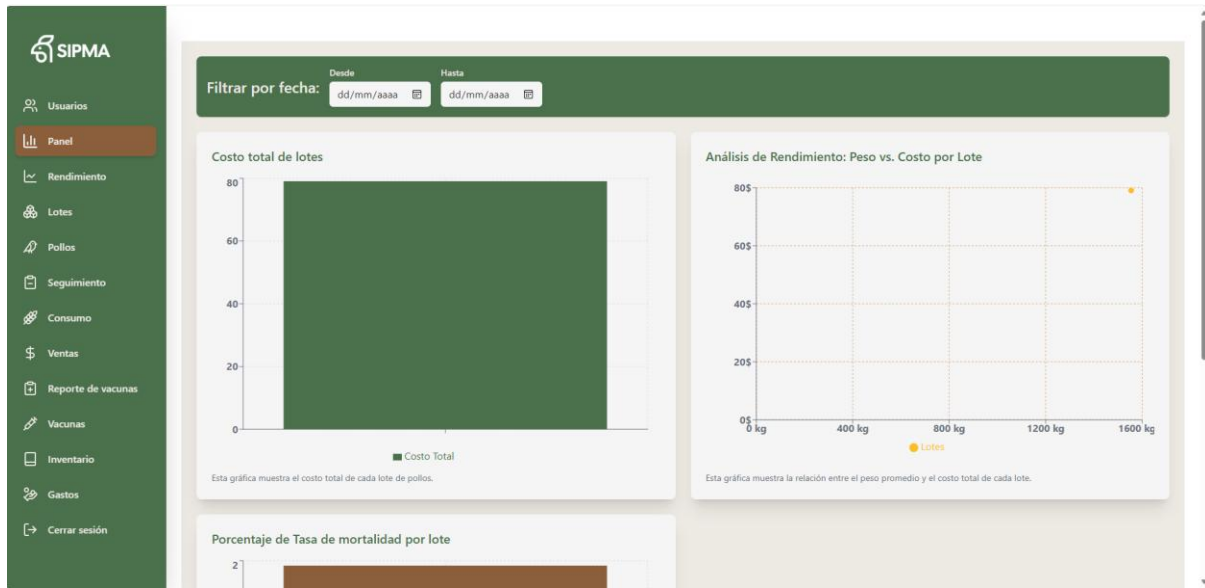 SIPMA
Usuarios
Panel
Rendimiento
Lotes
Pollos
Seguimiento
Consumo
Ventas
Reporte de vacunas
Vacunas
Inventario
Gastos
Cerrar sesión
Filtrar por fecha:
Desde
dd/mm/aaaa
Hasta
dd/mm/aaaa
Costo total de lotes
80
60
40
20
0
Costo Total
Esta gráfica muestra el costo total de cada lote de pollos.
Análisis de Rendimiento: Peso vs. Costo por Lote
80$
60$
40$
20$
0$
0 kg 400 kg 800 kg 1200 kg 1600 kg
Lotes
Esta gráfica muestra la relación entre el peso promedio y el costo total de cada lote.
Porcentaje de Tasa de mortalidad por lote
2